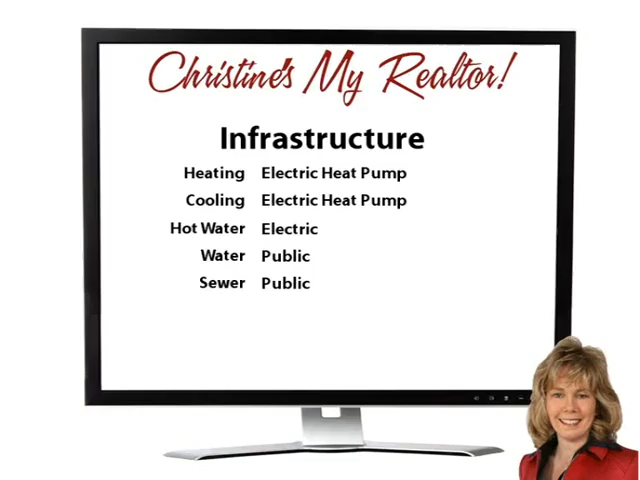 Christine's My Realtor!
Infrastructure
Heating Electric Heat Pump
Cooling Electric Heat Pump
Hot Water Electric
Water Public
Sewer Public